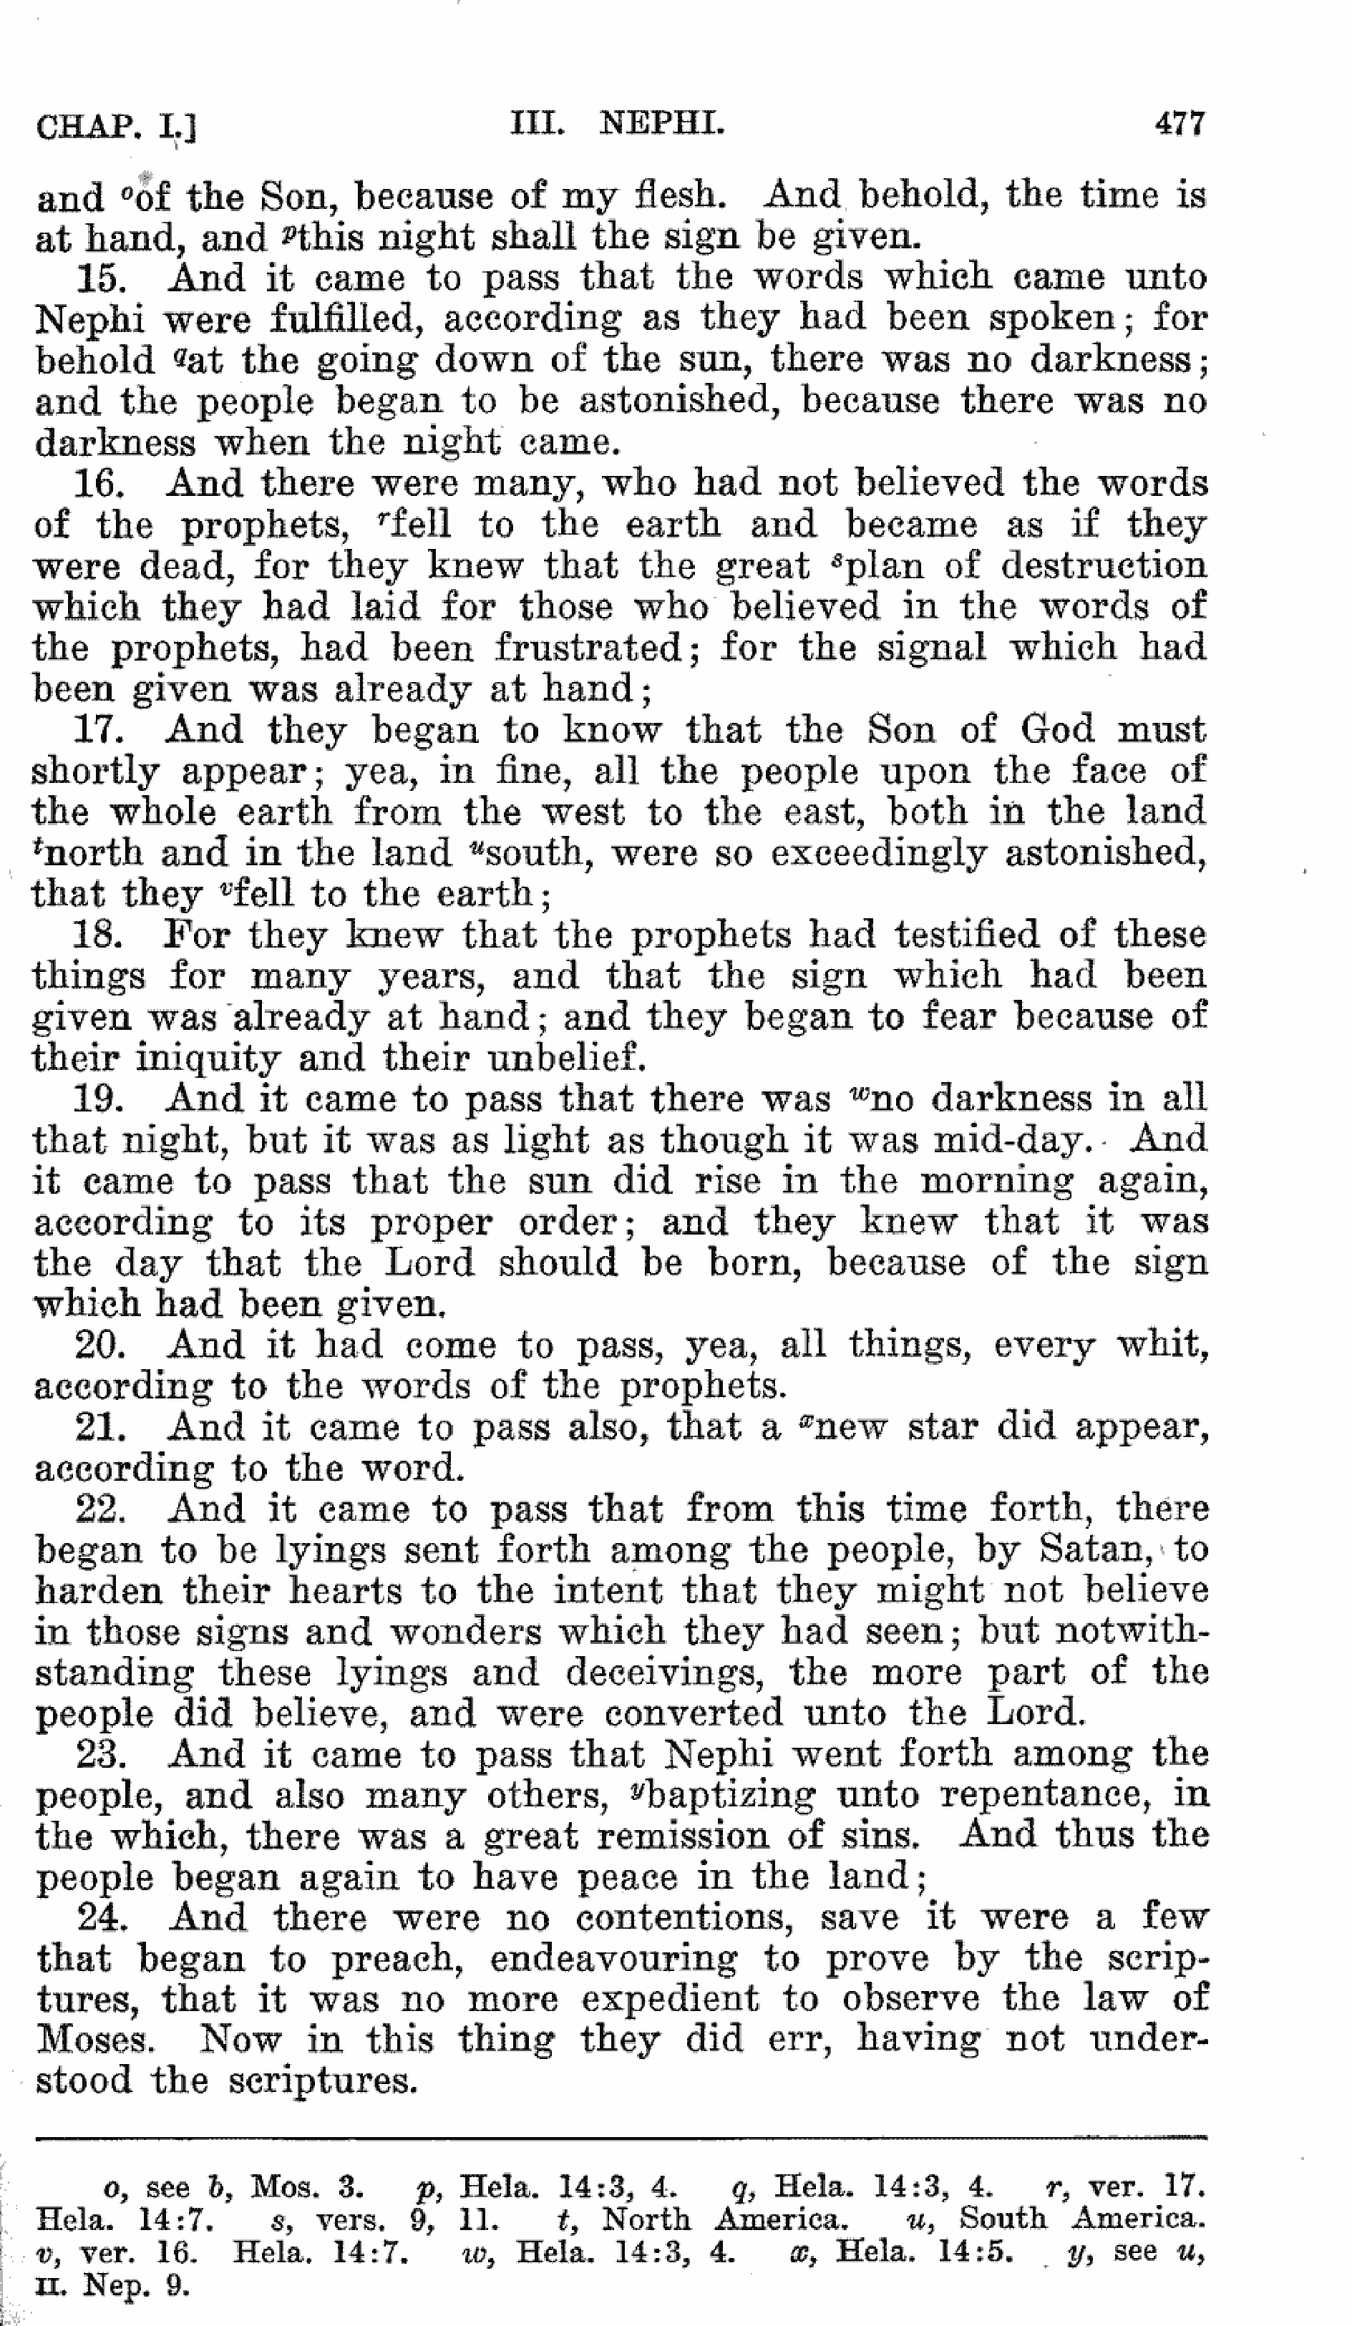 CHAP. I.] III. NEPHI. 477
and ᵒof the Son, because of my flesh. And behold, the time is
at hand, and ᵖthis night shall the sign be given.
15. And it came to pass that the words which came unto
Nephi were fulfilled, according as they had been spoken; for
behold qat the going down of the sun, there was no darkness;
and the people began to be astonished, because there was no
darkness when the night came.
16. And there were many, who had not believed the words
of the prophets, ʳfell to the earth and became as if they
were dead, for they knew that the great ˢplan of destruction
which they had laid for those who believed in the words of
the prophets, had been frustrated; for the signal which had
been given was already at hand;
17. And they began to know that the Son of God must
shortly appear; yea, in fine, all the people upon the face of
the whole earth from the west to the east, both in the land
ᵗnorth and in the land ᵘsouth, were so exceedingly astonished,
that they ᵛfell to the earth;
18. For they knew that the prophets had testified of these
things for many years, and that the sign which had been
given was already at hand; and they began to fear because of
their iniquity and their unbelief.
19. And it came to pass that there was ʷno darkness in all
that night, but it was as light as though it was mid-day. And
it came to pass that the sun did rise in the morning again,
according to its proper order; and they knew that it was
the day that the Lord should be born, because of the sign
which had been given.
20. And it had come to pass, yea, all things, every whit,
according to the words of the prophets.
21. And it came to pass also, that a ˣnew star did appear,
according to the word.
22. And it came to pass that from this time forth, there
began to be lyings sent forth among the people, by Satan, to
harden their hearts to the intent that they might not believe
in those signs and wonders which they had seen; but notwith-
standing these lyings and deceivings, the more part of the
people did believe, and were converted unto the Lord.
23. And it came to pass that Nephi went forth among the
people, and also many others, ʸbaptizing unto repentance, in
the which, there was a great remission of sins. And thus the
people began again to have peace in the land;
24. And there were no contentions, save it were a few
that began to preach, endeavouring to prove by the scrip-
tures, that it was no more expedient to observe the law of
Moses. Now in this thing they did err, having not under-
stood the scriptures.
o, see b, Mos. 3. p, Hela. 14:3, 4. q, Hela. 14:3, 4. r, ver. 17.
Hela. 14:7. s, vers. 9, 11. t, North America. u, South America.
v, ver. 16. Hela. 14:7. w, Hela. 14:3, 4. x, Hela. 14:5. y, see u,
II. Nep. 9.